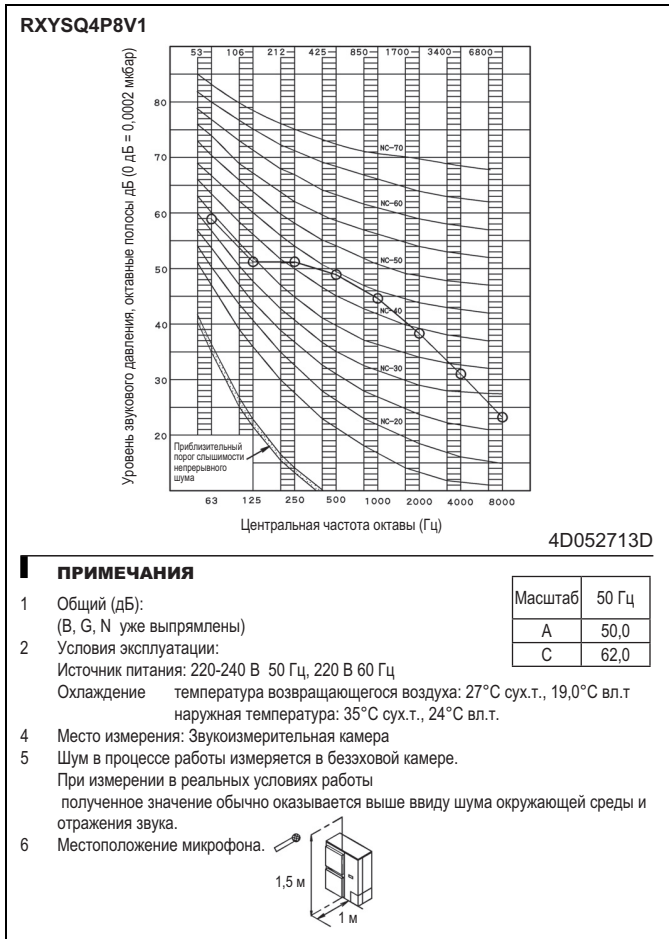 RXYSQ4P8V1
Уровень звукового давления, октавные полосы дБ (0 дБ = 0,0002 мкбар)
53 106 212 425 850 1700 3400 6800
80
70
60
50
40
30
20
NC-70
NC-60
NC-50
NC-40
NC-30
NC-20
Приблизительный
порог слышимости
непрерывного
шума
63 125 250 500 1000 2000 4000 8000
Центральная частота октавы (Гц)
4D052713D
ПРИМЕЧАНИЯ
1 Общий (дБ):
(B, G, N уже выпрямлены)
Масштаб 50 Гц
A 50,0
C 62,0
2 Условия эксплуатации:
Источник питания: 220-240 В 50 Гц, 220 В 60 Гц
Охлаждение температура возвращающегося воздуха: 27°C сух.т., 19,0°C вл.т
наружная температура: 35°C сух.т., 24°C вл.т.
4 Место измерения: Звукоизмерительная камера
5 Шум в процессе работы измеряется в безэховой камере.
При измерении в реальных условиях работы
полученное значение обычно оказывается выше ввиду шума окружающей среды и
отражения звука.
6 Местоположение микрофона.
1,5 м
1 м